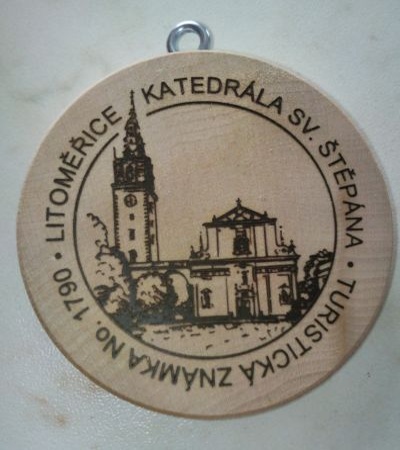 LITOMĚŘICE KATEDRÁLA SV. ŠTĚPÁNA • TURISTICKÁ ZNÁMKA No. 1790 •